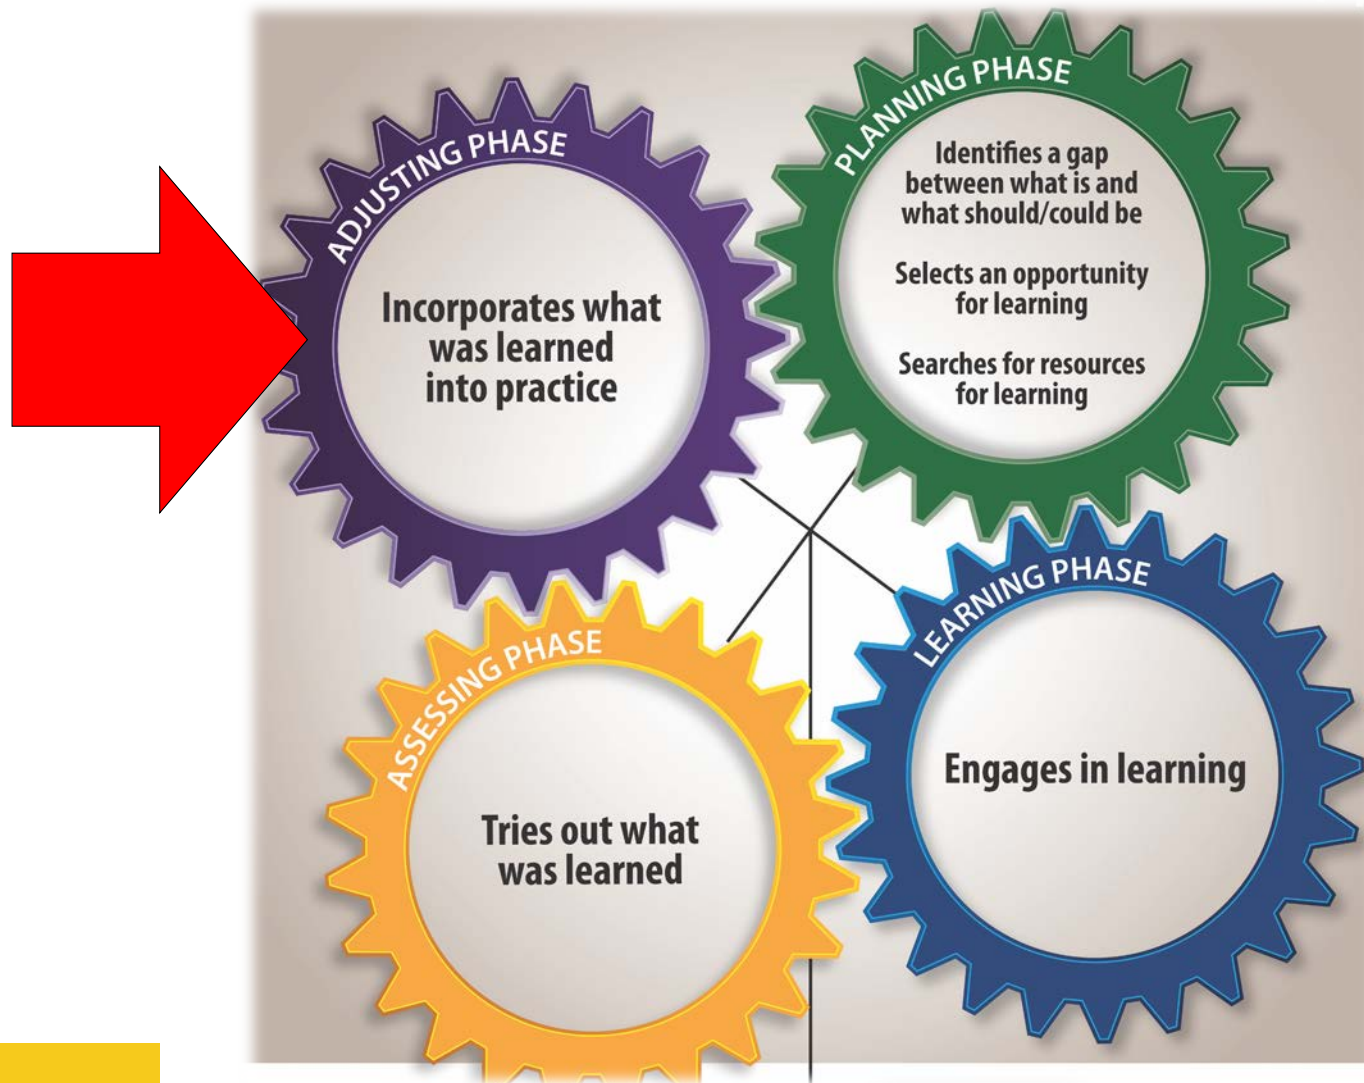 ADJUSTING PHASE
Incorporates what
was learned
into practice
PLANNING PHASE
Identifies a gap
between what is and
what should/could be
Selects an opportunity
for learning
Searches for resources
for learning
LEARNING PHASE
Engages in learning
ASSESSING PHASE
Tries out what
was learned